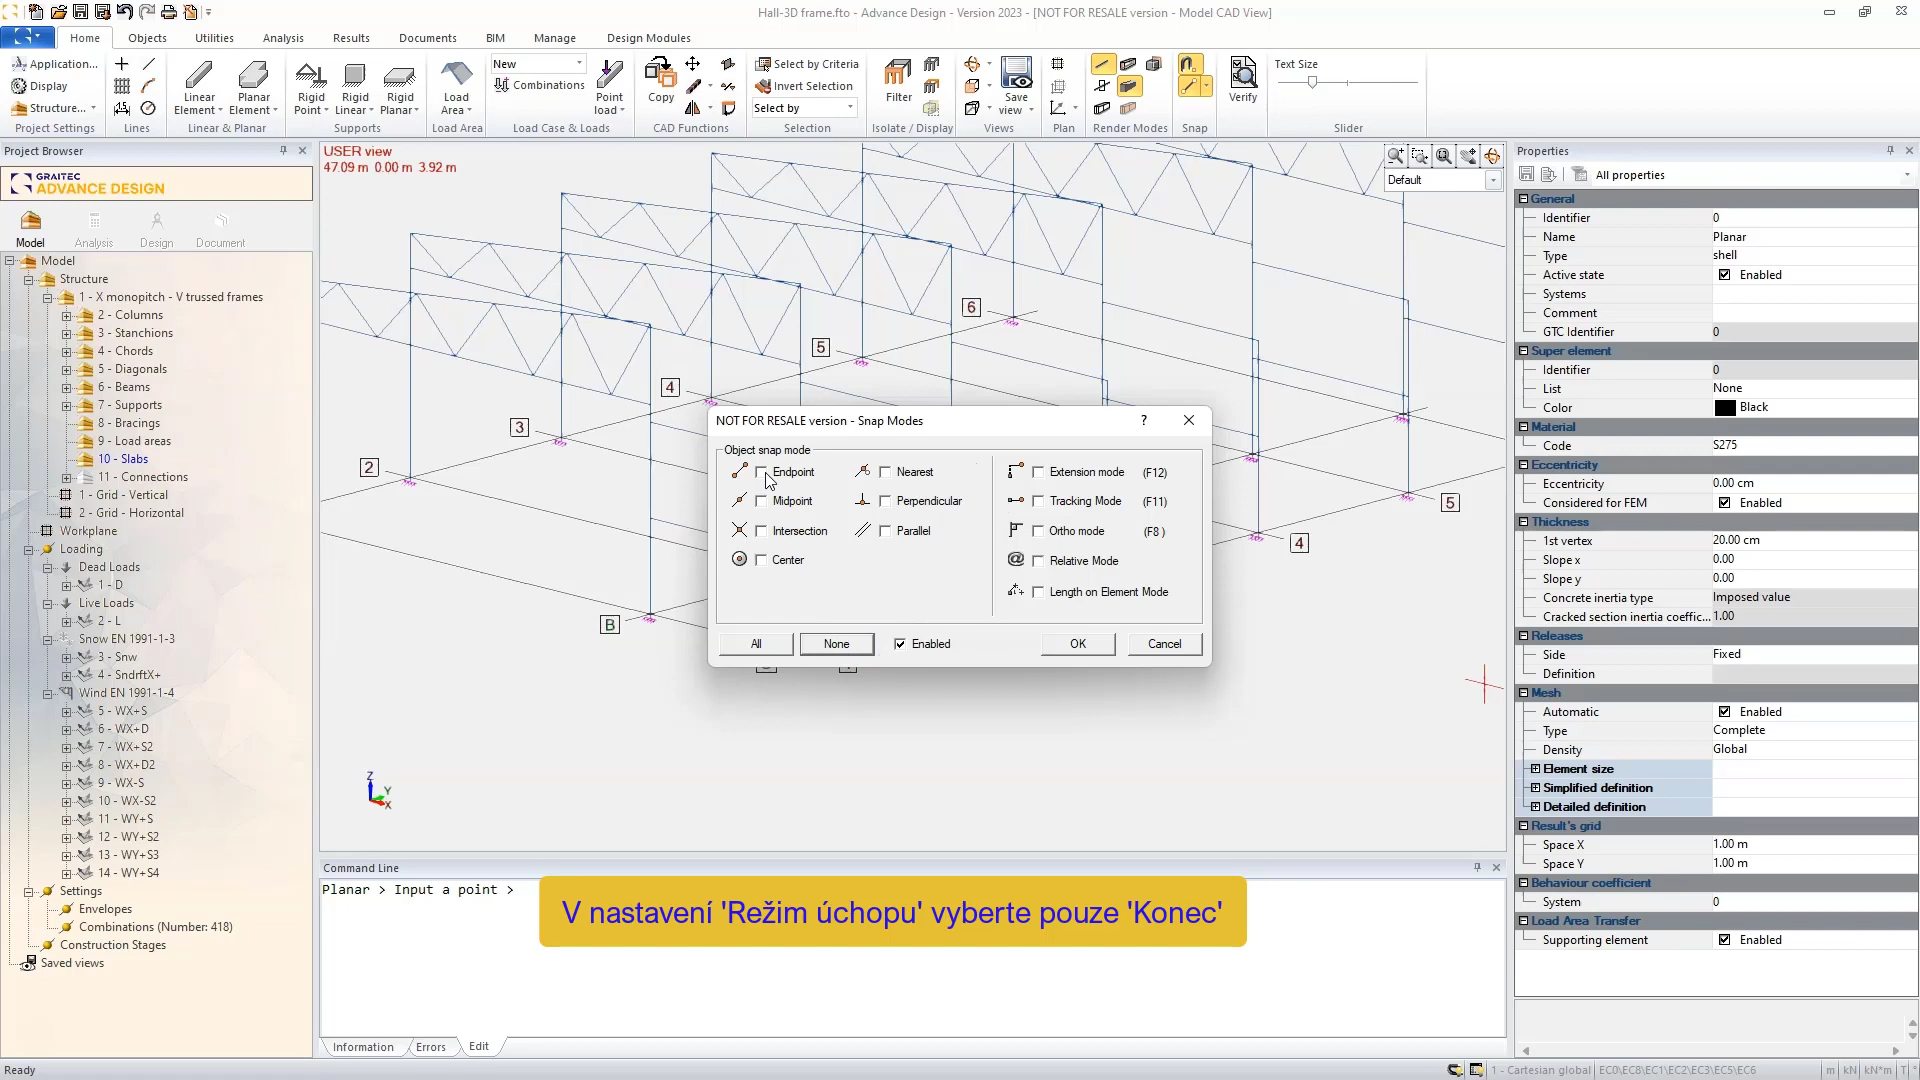 Hall-3D frame.fto - Advance Design - Version 2023 - [NOT FOR RESALE version - Model CAD View]
Home Objects Utilities Analysis Results Documents BIM Manage Design Modules
Application...
Display
Structure...
Project Settings
Lines
Linear Element
Planar Element
Linear & Planar
Rigid Point
Rigid Linear
Rigid Planar
Supports
Load Area
Load Area
New
Combinations
Point load
Load Case & Loads
Copy
CAD Functions
Select by Criteria
Invert Selection
Select by
Selection
Filter
Isolate / Display
Save view
Views
Plan
Render Modes
Snap
Verify
Text Size
Slider
Project Browser
GRAITEC
ADVANCE DESIGN
Model Analysis Design Document
Model
Structure
1 - X monopitch - V trussed frames
2 - Columns
3 - Stanchions
4 - Chords
5 - Diagonals
6 - Beams
7 - Supports
8 - Bracings
9 - Load areas
10 - Slabs
11 - Connections
1 - Grid - Vertical
2 - Grid - Horizontal
Workplane
Loading
Dead Loads
1 - D
Live Loads
2 - L
Snow EN 1991-1-3
3 - Snw
4 - SndrftX+
Wind EN 1991-1-4
5 - WX+S
6 - WX+D
7 - WX+S2
8 - WX+D2
9 - WX-S
10 - WX-S2
11 - WY+S
12 - WY+S2
13 - WY+S3
14 - WY+S4
Settings
Envelopes
Combinations (Number: 418)
Construction Stages
Saved views
USER view
47.09 m 0.00 m 3.92 m
Default
6
5
4
3
2
B
5
4
Z
Y
X
NOT FOR RESALE version - Snap Modes
?
Object snap mode
Endpoint Nearest Extension mode (F12)
Midpoint Perpendicular Tracking Mode (F11)
Intersection Parallel Ortho mode (F8 )
Center Relative Mode
Length on Element Mode
All None Enabled OK Cancel
Command Line
Planar > Input a point >
V nastavení 'Režim úchopu' vyberte pouze 'Konec'
Information Errors Edit
Properties
All properties
General
Identifier 0
Name Planar
Type shell
Active state Enabled
Systems
Comment
GTC Identifier 0
Super element
Identifier 0
List None
Color Black
Material
Code S275
Eccentricity
Eccentricity 0.00 cm
Considered for FEM Enabled
Thickness
1st vertex 20.00 cm
Slope x 0.00
Slope y 0.00
Concrete inertia type Imposed value
Cracked section inertia coeffic... 1.00
Releases
Side Fixed
Definition
Mesh
Automatic Enabled
Type Complete
Density Global
Element size
Simplified definition
Detailed definition
Result's grid
Space X 1.00 m
Space Y 1.00 m
Behaviour coefficient
System 0
Load Area Transfer
Supporting element Enabled
Ready
1 - Cartesian global EC0\EC8\EC1\EC2\EC3\EC5\EC6 m kN kN*m T °